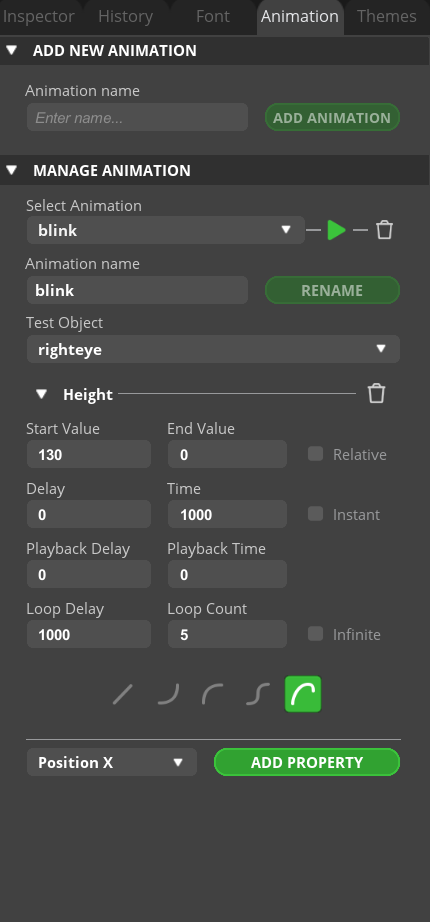 Inspector History Font Animation Themes
ADD NEW ANIMATION
Animation name
Enter name... ADD ANIMATION
MANAGE ANIMATION
Select Animation
blink
Animation name
blink RENAME
Test Object
righteye
Height
Start Value End Value
130 0 Relative
Delay Time
0 1000 Instant
Playback Delay Playback Time
0 0
Loop Delay Loop Count
1000 5 Infinite
Position X ADD PROPERTY